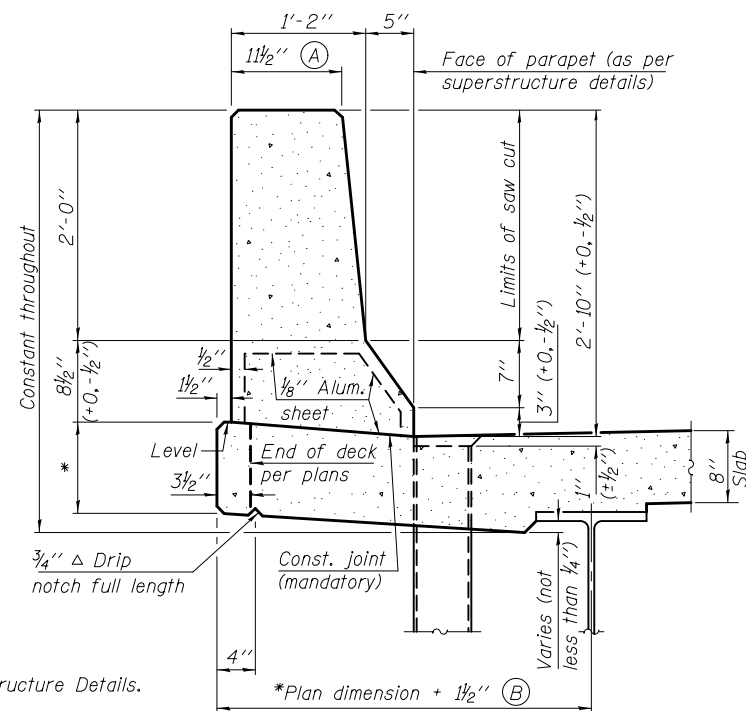 1'-2"
5"
11½" (A)
Face of parapet (as per
superstructure details)
Constant throughout
2'-0"
Limits of saw cut
2'-10" (+0,-½")
8½"
(+0,-½")
½"
1½"
⅛" Alum.
sheet
7"
3" (+0,-½")
Level
End of deck
per plans
*
3½"
1"
(±½")
8"
Slab
¾" △ Drip
notch full length
Const. joint
(mandatory)
Varies (not
less than ¼")
4"
*Plan dimension + 1½" (B)
ructure Details.